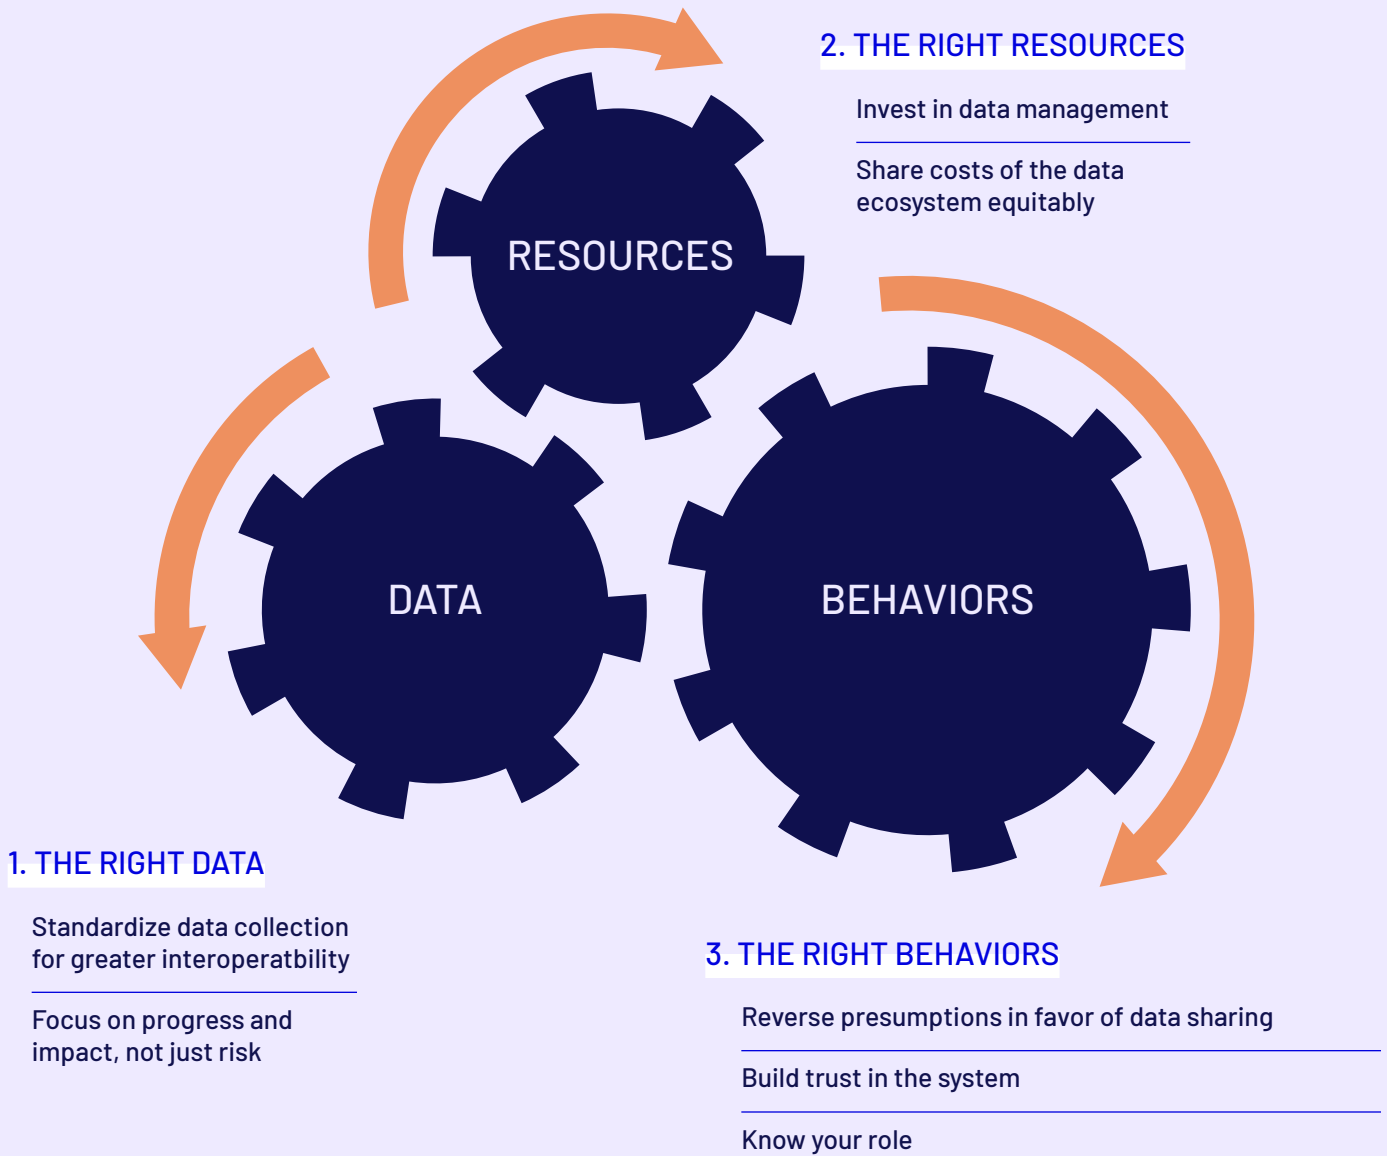 2. THE RIGHT RESOURCES
Invest in data management
Share costs of the data
ecosystem equitably
RESOURCES
DATA
BEHAVIORS
1. THE RIGHT DATA
Standardize data collection
for greater interoperatbility
Focus on progress and
impact, not just risk
3. THE RIGHT BEHAVIORS
Reverse presumptions in favor of data sharing
Build trust in the system
Know your role